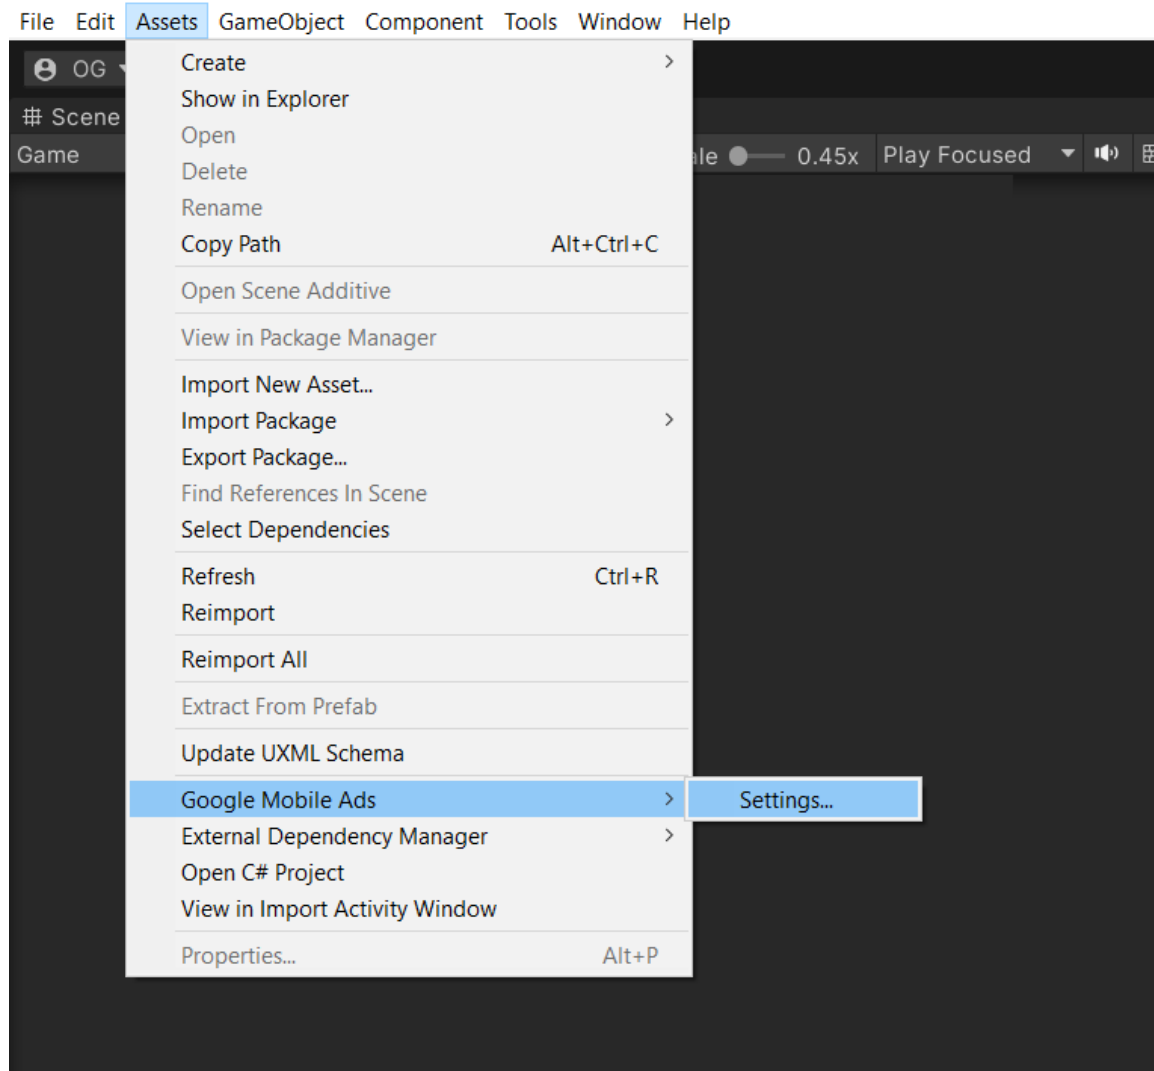 File Edit Assets GameObject Component Tools Window Help
OG
Create
Show in Explorer
# Scene
Open
Game
0.45x Play Focused
Delete
Rename
Copy Path Alt+Ctrl+C
Open Scene Additive
View in Package Manager
Import New Asset...
Import Package
Export Package...
Find References In Scene
Select Dependencies
Refresh Ctrl+R
Reimport
Reimport All
Extract From Prefab
Update UXML Schema
Google Mobile Ads Settings...
External Dependency Manager
Open C# Project
View in Import Activity Window
Properties... Alt+P